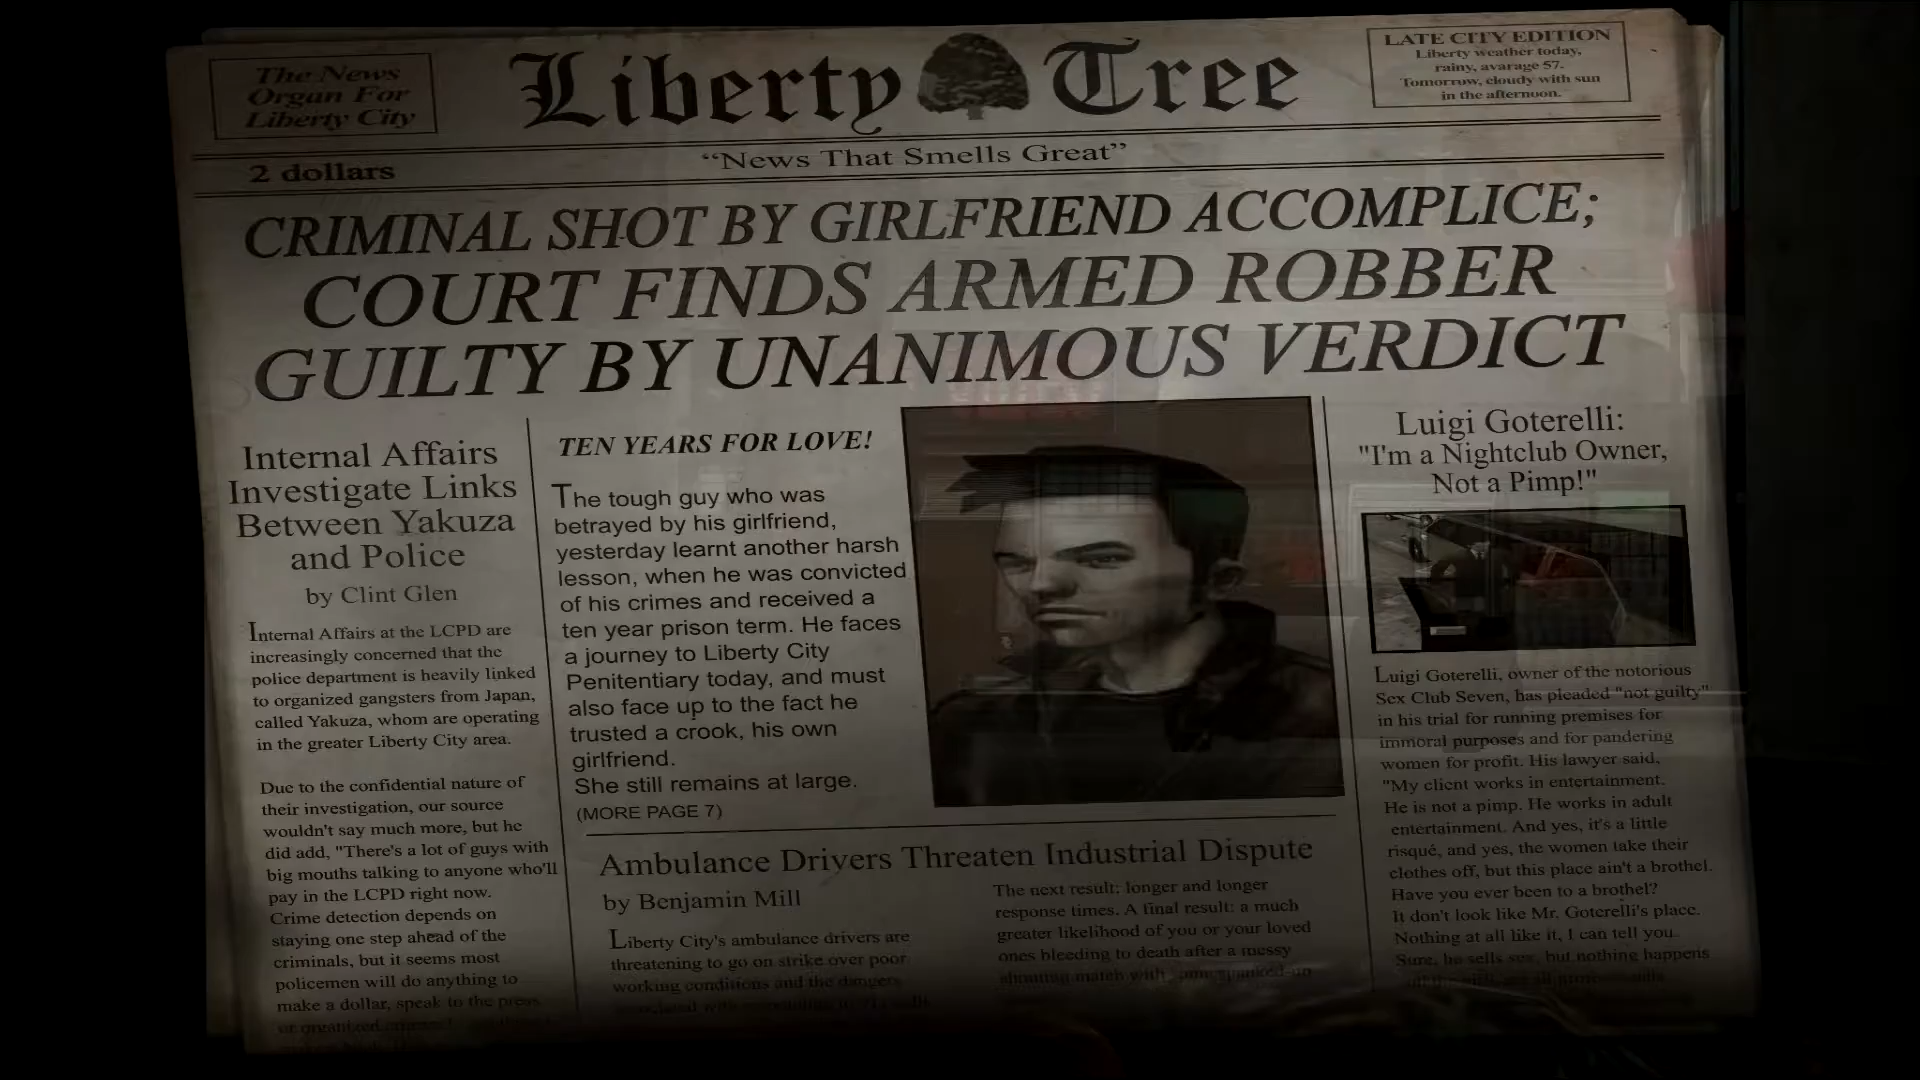 The News
Organ For
Liberty City
Liberty Tree
LATE CITY EDITION
Liberty weather today,
rainy, avarage 57.
Tomorrow, cloudy with sun
in the afternoon.
2 dollars
“News That Smells Great”
CRIMINAL SHOT BY GIRLFRIEND ACCOMPLICE;
COURT FINDS ARMED ROBBER
GUILTY BY UNANIMOUS VERDICT
Internal Affairs
Investigate Links
Between Yakuza
and Police
by Clint Glen
Internal Affairs at the LCPD are
increasingly concerned that the
police department is heavily linked
to organized gangsters from Japan,
called Yakuza, whom are operating
in the greater Liberty City area.
Due to the confidential nature of
their investigation, our source
wouldn't say much more, but he
did add, "There's a lot of guys with
big mouths talking to anyone who'll
pay in the LCPD right now.
Crime detection depends on
staying one step ahead of the
criminals, but it seems most
policemen will do anything to
make a dollar, speak to the press
or organized
TEN YEARS FOR LOVE!
The tough guy who was
betrayed by his girlfriend,
yesterday learnt another harsh
lesson, when he was convicted
of his crimes and received a
ten year prison term. He faces
a journey to Liberty City
Penitentiary today, and must
also face up to the fact he
trusted a crook, his own
girlfriend.
She still remains at large.
(MORE PAGE 7)
Ambulance Drivers Threaten Industrial Dispute
by Benjamin Mill
Liberty City's ambulance drivers are
threatening to go on strike over poor
working conditions and the dangers
The next result: longer and longer
response times. A final result: a much
greater likelihood of you or your loved
ones bleeding to death after a messy
shouting match with
Luigi Goterelli:
"I'm a Nightclub Owner,
Not a Pimp!"
Luigi Goterelli, owner of the notorious
Sex Club Seven, has pleaded "not guilty"
in his trial for running premises for
immoral purposes and for pandering
women for profit. His lawyer said,
"My client works in entertainment.
He is not a pimp. He works in adult
entertainment. And yes, it's a little
risqué, and yes, the women take their
clothes off, but this place ain't a brothel.
Have you ever been to a brothel?
It don't look like Mr. Goterelli's place.
Nothing at all like it, I can tell you.
Sure, he sells sex, but nothing happens